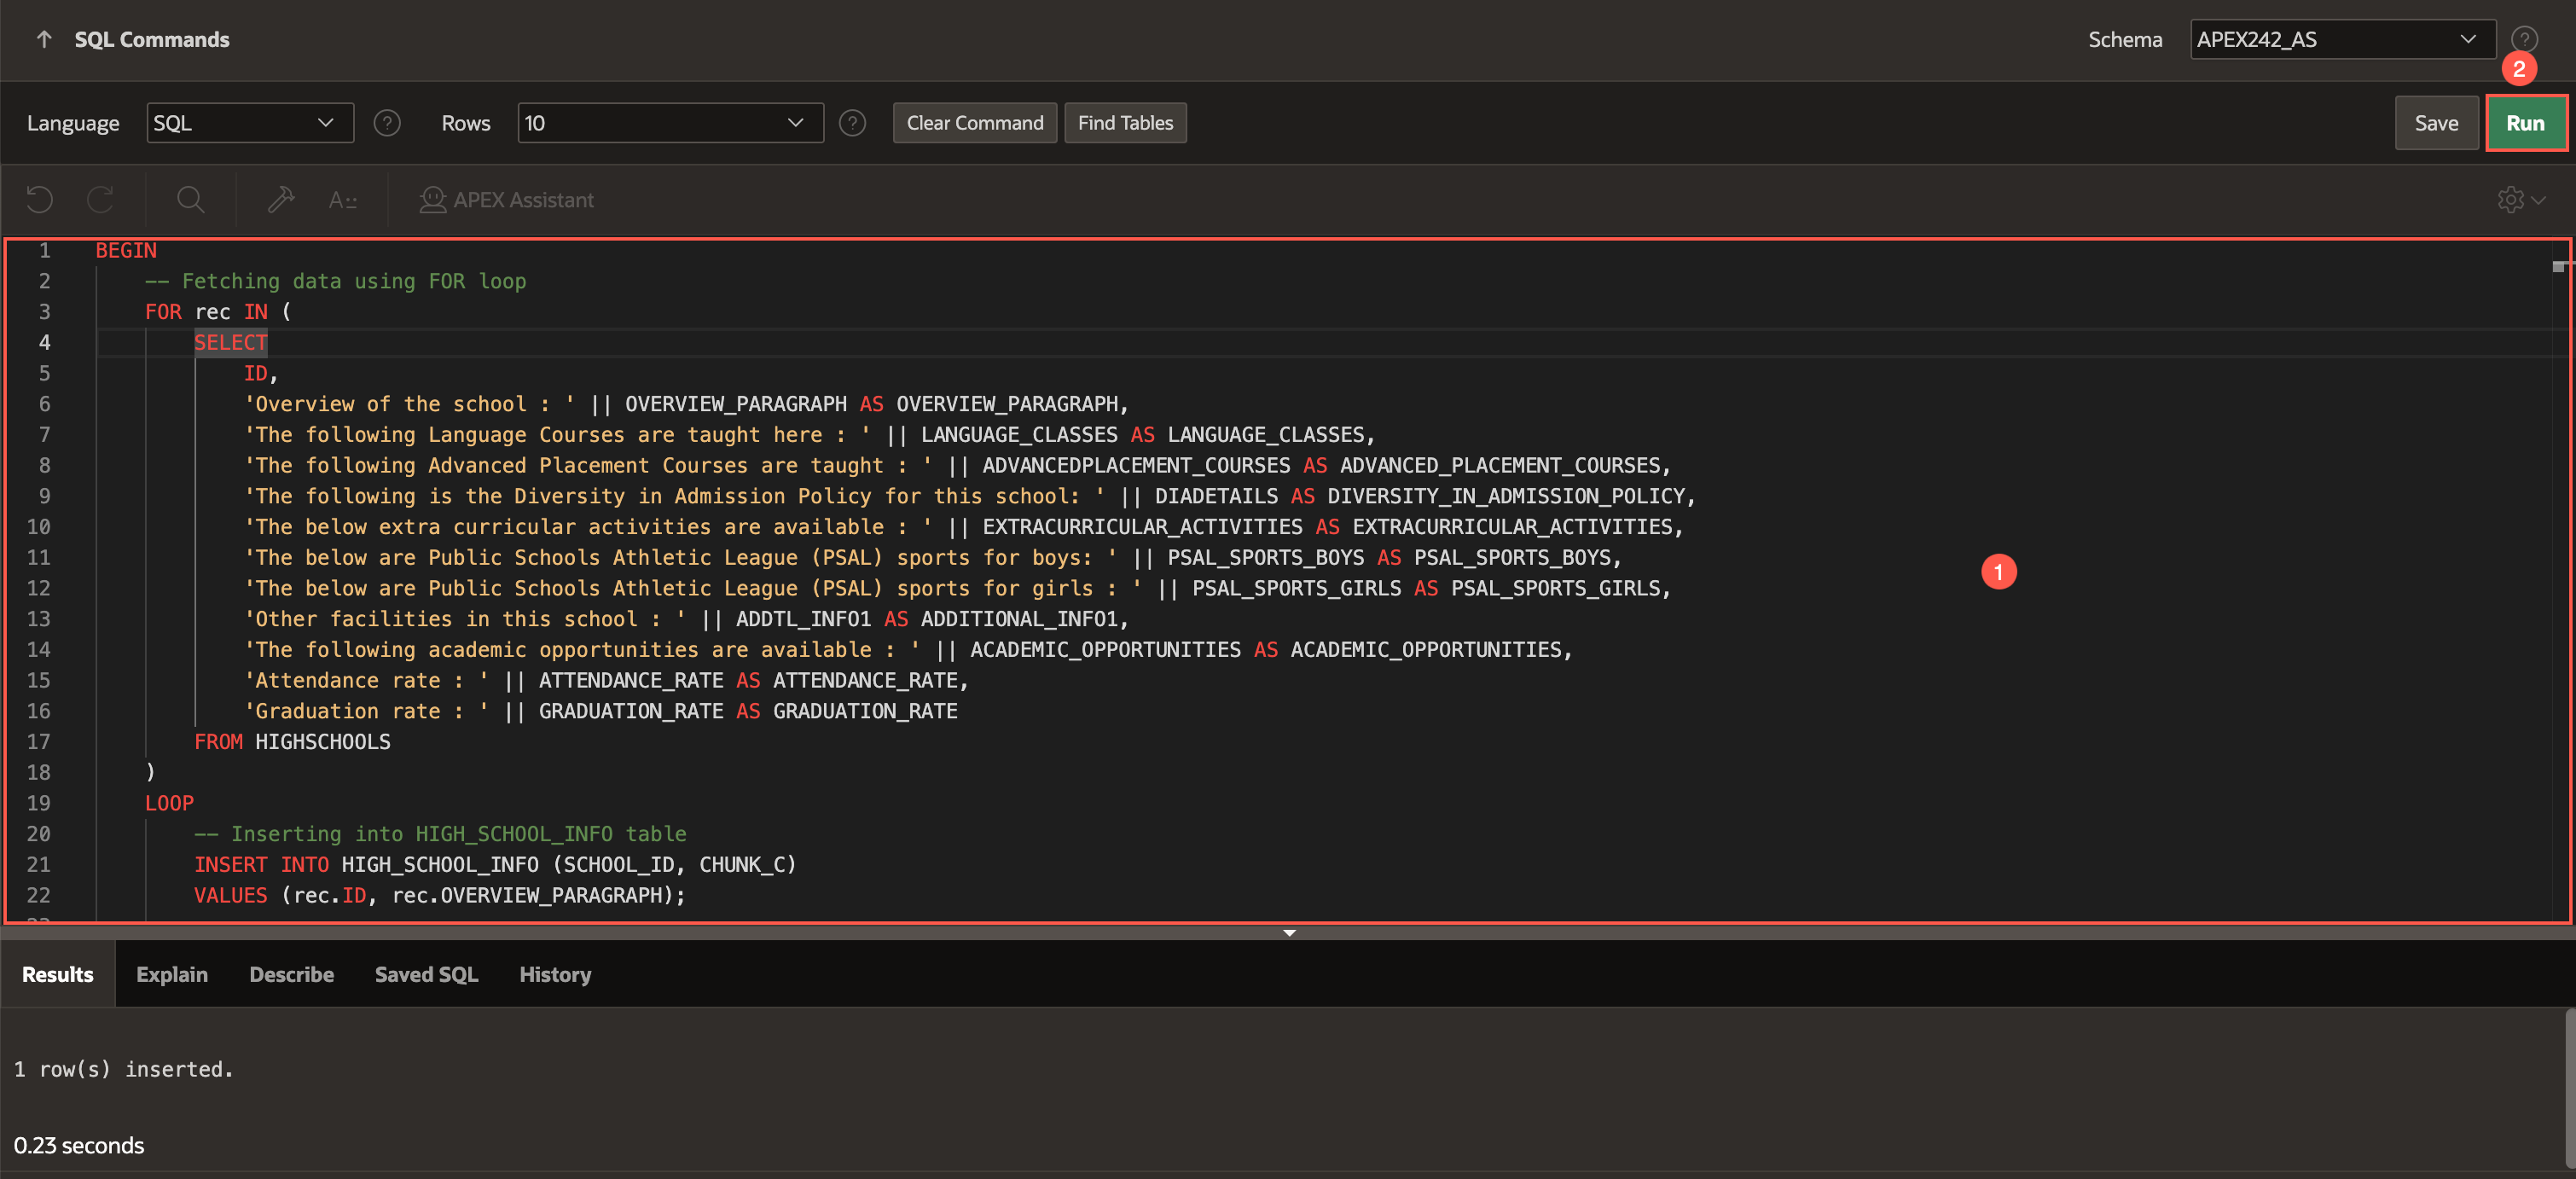 SQL Commands
Schema APEX242_AS ?
2
Language SQL ? Rows 10 ? Clear Command Find Tables Save Run
A:: APEX Assistant
1 BEGIN
2 -- Fetching data using FOR loop
3 FOR rec IN (
4 SELECT
5 ID,
6 'Overview of the school : ' || OVERVIEW_PARAGRAPH AS OVERVIEW_PARAGRAPH,
7 'The following Language Courses are taught here : ' || LANGUAGE_CLASSES AS LANGUAGE_CLASSES,
8 'The following Advanced Placement Courses are taught : ' || ADVANCEDPLACEMENT_COURSES AS ADVANCED_PLACEMENT_COURSES,
9 'The following is the Diversity in Admission Policy for this school: ' || DIADETAILS AS DIVERSITY_IN_ADMISSION_POLICY,
10 'The below extra curricular activities are available : ' || EXTRACURRICULAR_ACTIVITIES AS EXTRACURRICULAR_ACTIVITIES,
11 'The below are Public Schools Athletic League (PSAL) sports for boys: ' || PSAL_SPORTS_BOYS AS PSAL_SPORTS_BOYS,
1
12 'The below are Public Schools Athletic League (PSAL) sports for girls : ' || PSAL_SPORTS_GIRLS AS PSAL_SPORTS_GIRLS,
13 'Other facilities in this school : ' || ADDTL_INFO1 AS ADDITIONAL_INFO1,
14 'The following academic opportunities are available : ' || ACADEMIC_OPPORTUNITIES AS ACADEMIC_OPPORTUNITIES,
15 'Attendance rate : ' || ATTENDANCE_RATE AS ATTENDANCE_RATE,
16 'Graduation rate : ' || GRADUATION_RATE AS GRADUATION_RATE
17 FROM HIGHSCHOOLS
18 )
19 LOOP
20 -- Inserting into HIGH_SCHOOL_INFO table
21 INSERT INTO HIGH_SCHOOL_INFO (SCHOOL_ID, CHUNK_C)
22 VALUES (rec.ID, rec.OVERVIEW_PARAGRAPH);
Results Explain Describe Saved SQL History
1 row(s) inserted.
0.23 seconds